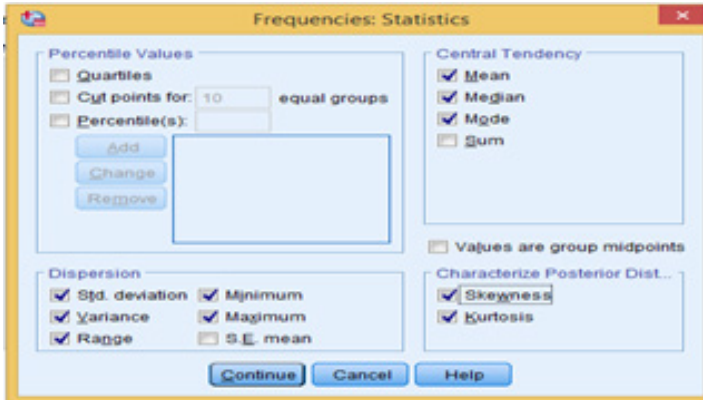 Frequencies: Statistics
Percentile Values
Quartiles
Cut points for: 10 equal groups
Percentile(s):
Add
Change
Remove
Central Tendency
Mean
Median
Mode
Sum
Values are group midpoints
Dispersion
Std. deviation Minimum
Variance Maximum
Range S.E. mean
Characterize Posterior Dist...
Skewness
Kurtosis
Continue Cancel Help